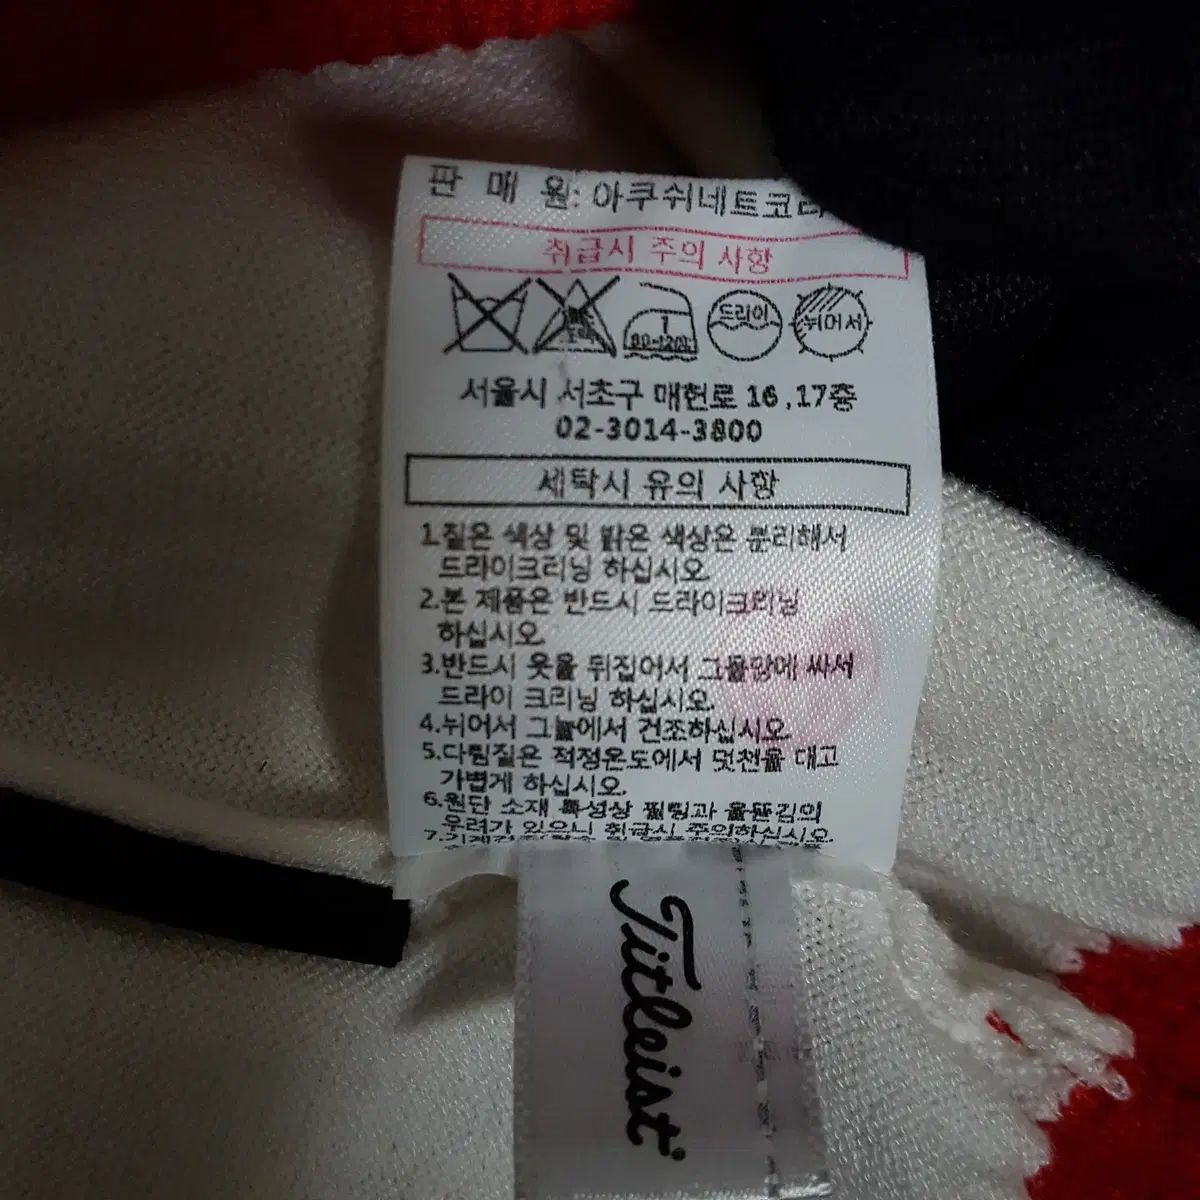 판 매 원: 아쿠쉬네트코리
취급시 주의 사항
드라이
뉘어서
80-120℃
서울시 서초구 매헌로 16,17층
02-3014-3800
세탁시 유의 사항
1.짙은 색상 및 밝은 색상은 분리해서
드라이크리닝 하십시오.
2.본 제품은 반드시 드라이크리닝
하십시오.
3.반드시 옷을 뒤집어서 그물망에 싸서
드라이 크리닝 하십시오.
4.뉘어서 그늘에서 건조하십시오.
5.다림질은 적정온도에서 덧천을 대고
가볍게 하십시오.
6.원단 소재 특성상 필링과 올뜯김의
우려가 있으니 취급시 주의하십시오.
Titleist